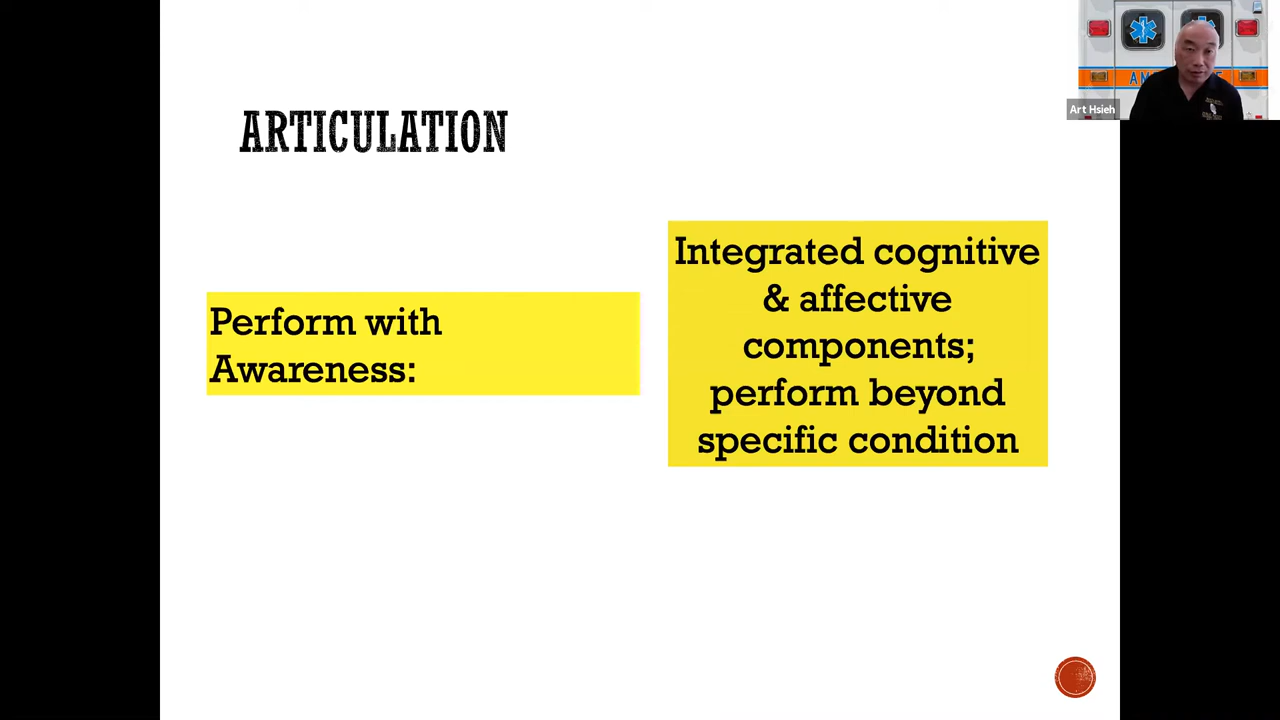 Art Hsieh
ARTICULATION
Perform with
Awareness:
Integrated cognitive
& affective
components;
perform beyond
specific condition